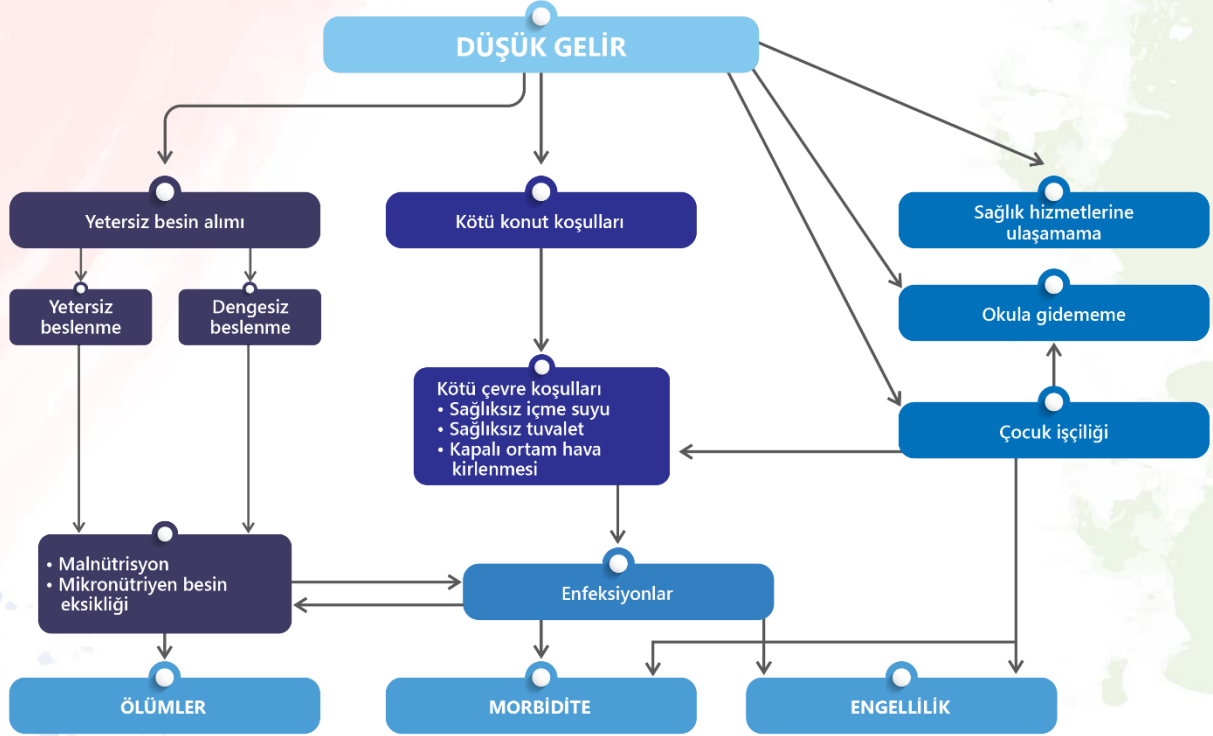 DÜŞÜK GELİR
Yetersiz besin alımı
Kötü konut koşulları
Sağlık hizmetlerine
ulaşamama
Yetersiz
beslenme
Dengesiz
beslenme
Okula gidememe
Kötü çevre koşulları
• Sağlıksız içme suyu
• Sağlıksız tuvalet
• Kapalı ortam hava
kirlenmesi
Çocuk işçiliği
• Malnütrisyon
• Mikronütriyen besin
eksikliği
Enfeksiyonlar
ÖLÜMLER
MORBİDİTE
ENGELLİLİK